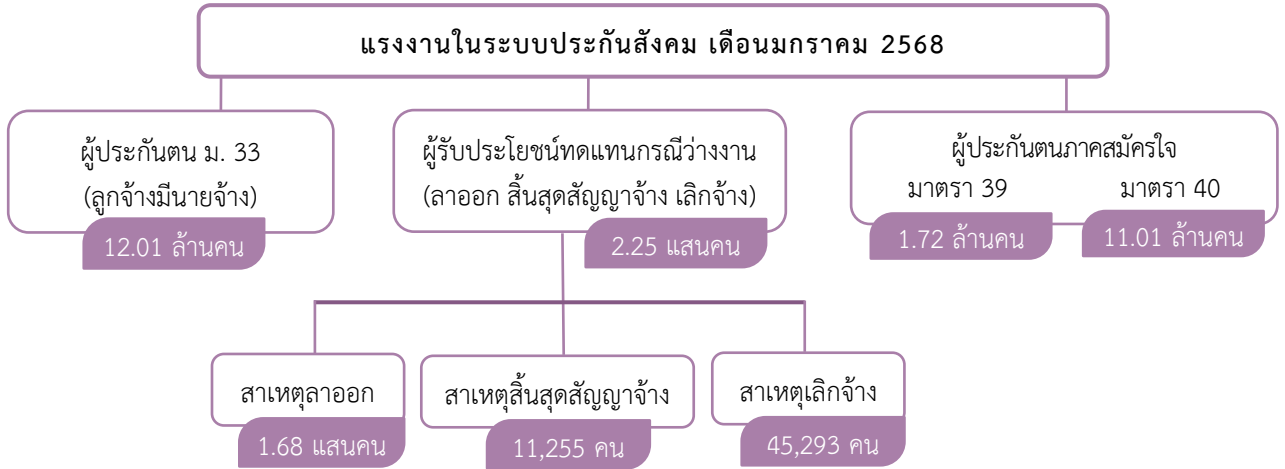 แรงงานในระบบประกันสังคม เดือนมกราคม 2568
ผู้ประกันตน ม. 33
(ลูกจ้างมีนายจ้าง)
12.01 ล้านคน
ผู้รับประโยชน์ทดแทนกรณีว่างงาน
(ลาออก สิ้นสุดสัญญาจ้าง เลิกจ้าง)
2.25 แสนคน
ผู้ประกันตนภาคสมัครใจ
มาตรา 39 มาตรา 40
1.72 ล้านคน 11.01 ล้านคน
สาเหตุลาออก
1.68 แสนคน
สาเหตุสิ้นสุดสัญญาจ้าง
11,255 คน
สาเหตุเลิกจ้าง
45,293 คน